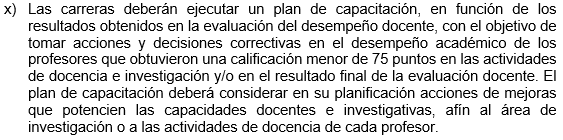 x) Las carreras deberán ejecutar un plan de capacitación, en función de los
resultados obtenidos en la evaluación del desempeño docente, con el objetivo de
tomar acciones y decisiones correctivas en el desempeño académico de los
profesores que obtuvieron una calificación menor de 75 puntos en las actividades
de docencia e investigación y/o en el resultado final de la evaluación docente. El
plan de capacitación deberá considerar en su planificación acciones de mejoras
que potencien las capacidades docentes e investigativas, afín al área de
investigación o a las actividades de docencia de cada profesor.